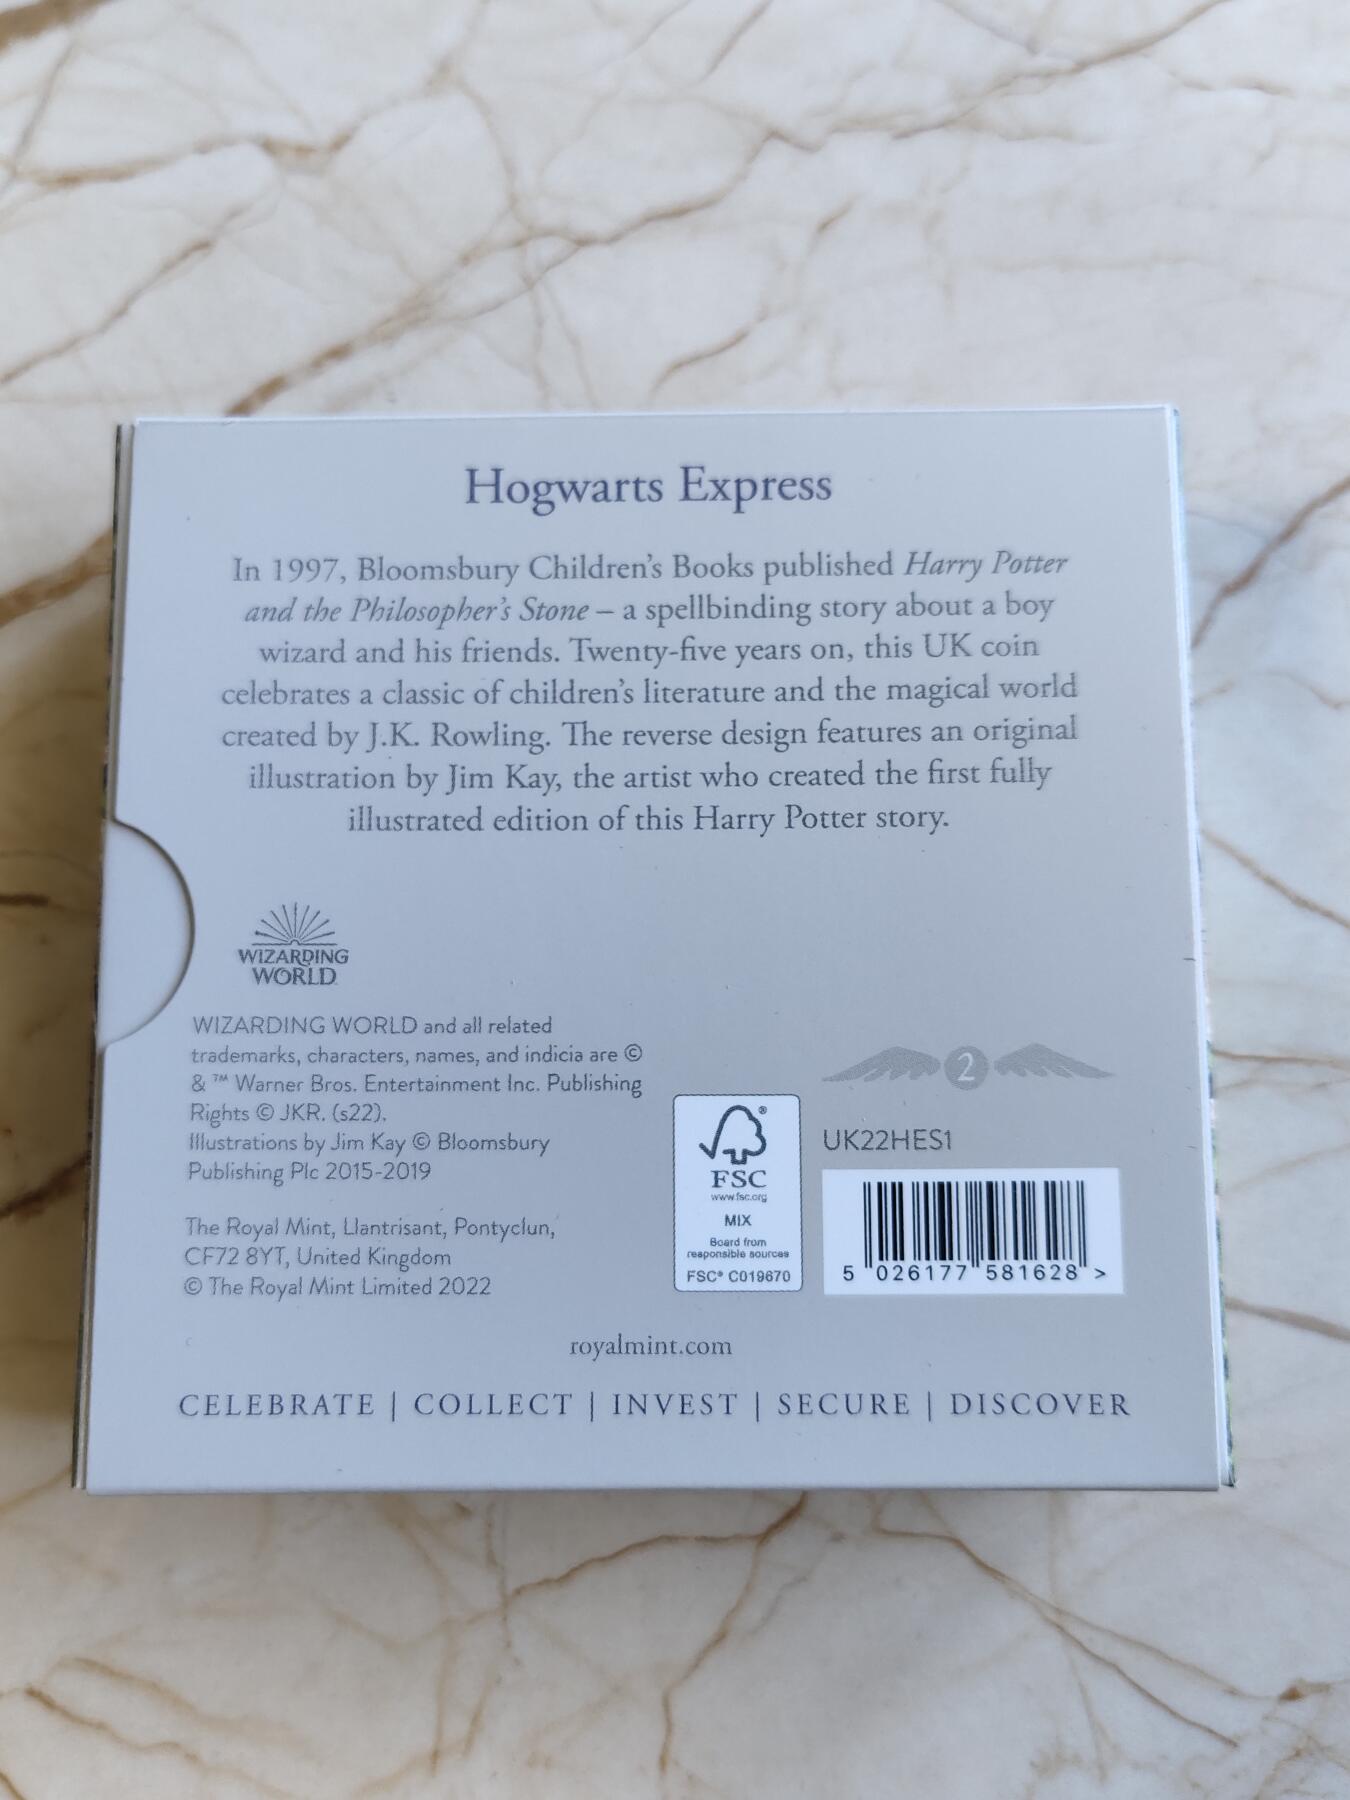 Hogwarts Express
In 1997, Bloomsbury Children's Books published Harry Potter
and the Philosopher's Stone – a spellbinding story about a boy
wizard and his friends. Twenty-five years on, this UK coin
celebrates a classic of children's literature and the magical world
created by J.K. Rowling. The reverse design features an original
illustration by Jim Kay, the artist who created the first fully
illustrated edition of this Harry Potter story.
WIZARDING
WORLD
WIZARDING WORLD and all related
trademarks, characters, names, and indicia are ©
& ™ Warner Bros. Entertainment Inc. Publishing
Rights © JKR. (s22).
Illustrations by Jim Kay © Bloomsbury
Publishing Plc 2015-2019
The Royal Mint, Llantrisant, Pontyclun,
CF72 8YT, United Kingdom
© The Royal Mint Limited 2022
®
FSC
www.fsc.org
MIX
Board from
responsible sources
FSC® C019670
2
UK22HES1
5 026177 581628 >
royalmint.com
CELEBRATE | COLLECT | INVEST | SECURE | DISCOVER